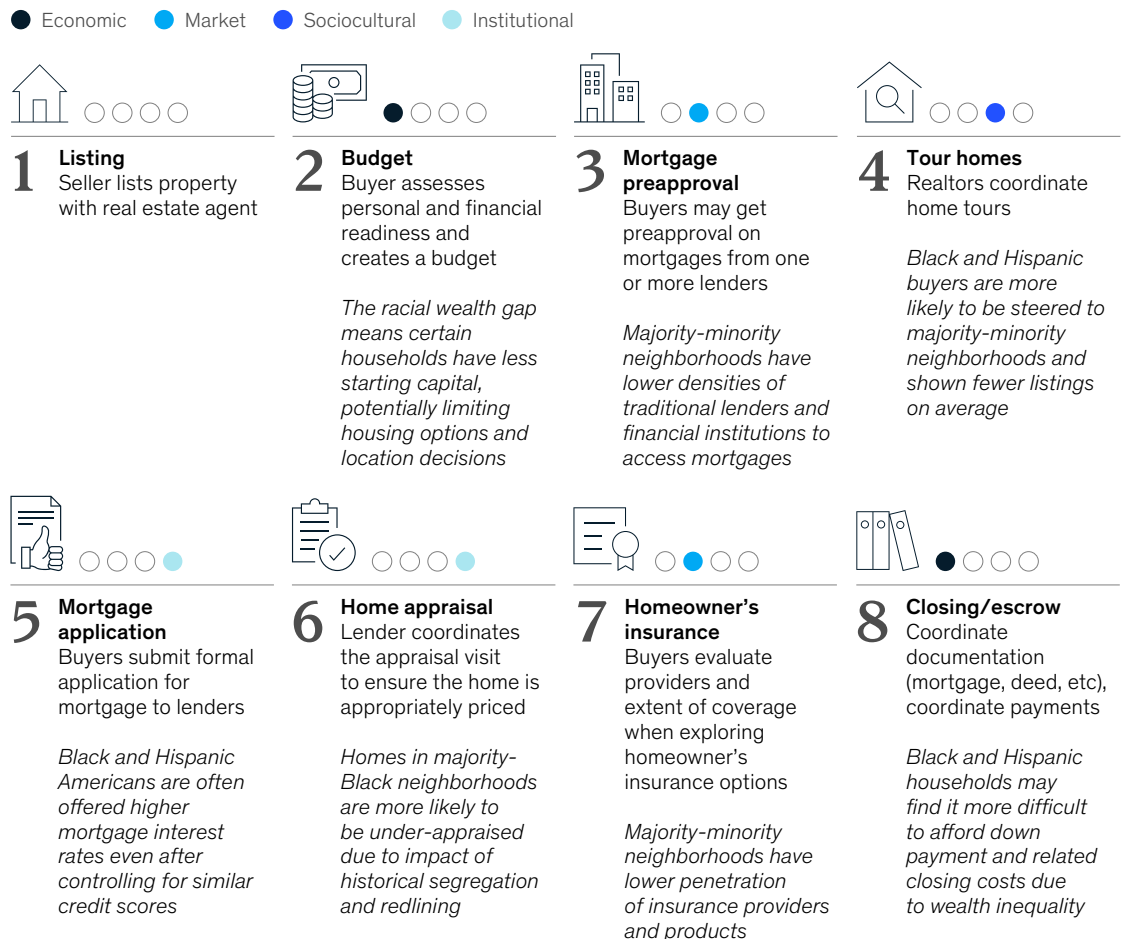 Economic Market Sociocultural Institutional
1 Listing
Seller lists property
with real estate agent
2 Budget
Buyer assesses
personal and financial
readiness and
creates a budget
The racial wealth gap
means certain
households have less
starting capital,
potentially limiting
housing options and
location decisions
3 Mortgage
preapproval
Buyers may get
preapproval on
mortgages from one
or more lenders
Majority-minority
neighborhoods have
lower densities of
traditional lenders and
financial institutions to
access mortgages
4 Tour homes
Realtors coordinate
home tours
Black and Hispanic
buyers are more
likely to be steered to
majority-minority
neighborhoods and
shown fewer listings
on average
5 Mortgage
application
Buyers submit formal
application for
mortgage to lenders
Black and Hispanic
Americans are often
offered higher
mortgage interest
rates even after
controlling for similar
credit scores
6 Home appraisal
Lender coordinates
the appraisal visit
to ensure the home is
appropriately priced
Homes in majority-
Black neighborhoods
are more likely to
be under-appraised
due to impact of
historical segregation
and redlining
7 Homeowner's
insurance
Buyers evaluate
providers and
extent of coverage
when exploring
homeowner's
insurance options
Majority-minority
neighborhoods have
lower penetration
of insurance providers
and products
8 Closing/escrow
Coordinate
documentation
(mortgage, deed, etc),
coordinate payments
Black and Hispanic
households may
find it more difficult
to afford down
payment and related
closing costs due
to wealth inequality